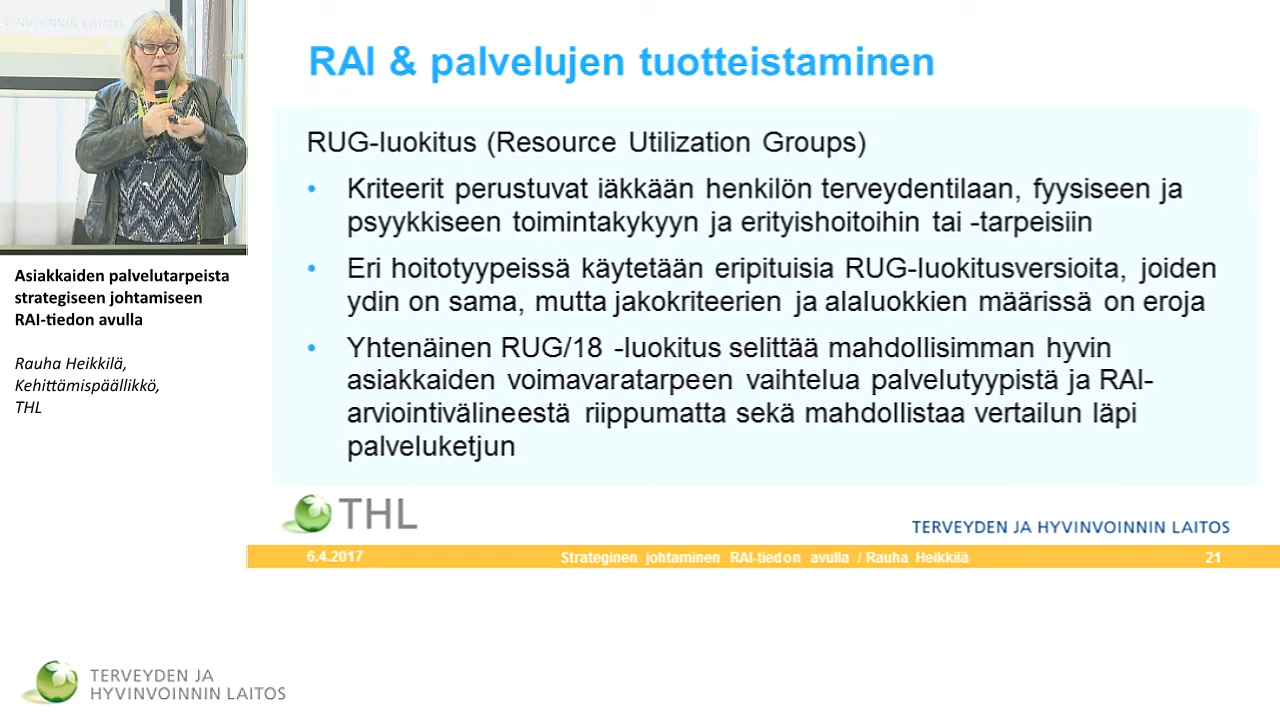 INVOINNIN LAITOS
Asiakkaiden palvelutarpeista
strategiseen johtamiseen
RAI-tiedon avulla
Rauha Heikkilä,
Kehittämispäällikkö,
THL
RAI & palvelujen tuotteistaminen
RUG-luokitus (Resource Utilization Groups)
• Kriteerit perustuvat iäkkään henkilön terveydentilaan, fyysiseen ja
psyykkiseen toimintakykyyn ja erityishoitoihin tai -tarpeisiin
• Eri hoitotyypeissä käytetään eripituisia RUG-luokitusversioita, joiden
ydin on sama, mutta jakokriteerien ja alaluokkien määrissä on eroja
• Yhtenäinen RUG/18 -luokitus selittää mahdollisimman hyvin
asiakkaiden voimavaratarpeen vaihtelua palvelutyypistä ja RAI-
arviointivälineestä riippumatta sekä mahdollistaa vertailun läpi
palveluketjun
THL
TERVEYDEN JA HYVINVOINNIN LAITOS
6.4.2017 Strateginen johtaminen RAI-tiedon avulla / Rauha Heikkilä 21
TERVEYDEN JA
HYVINVOINNIN LAITOS